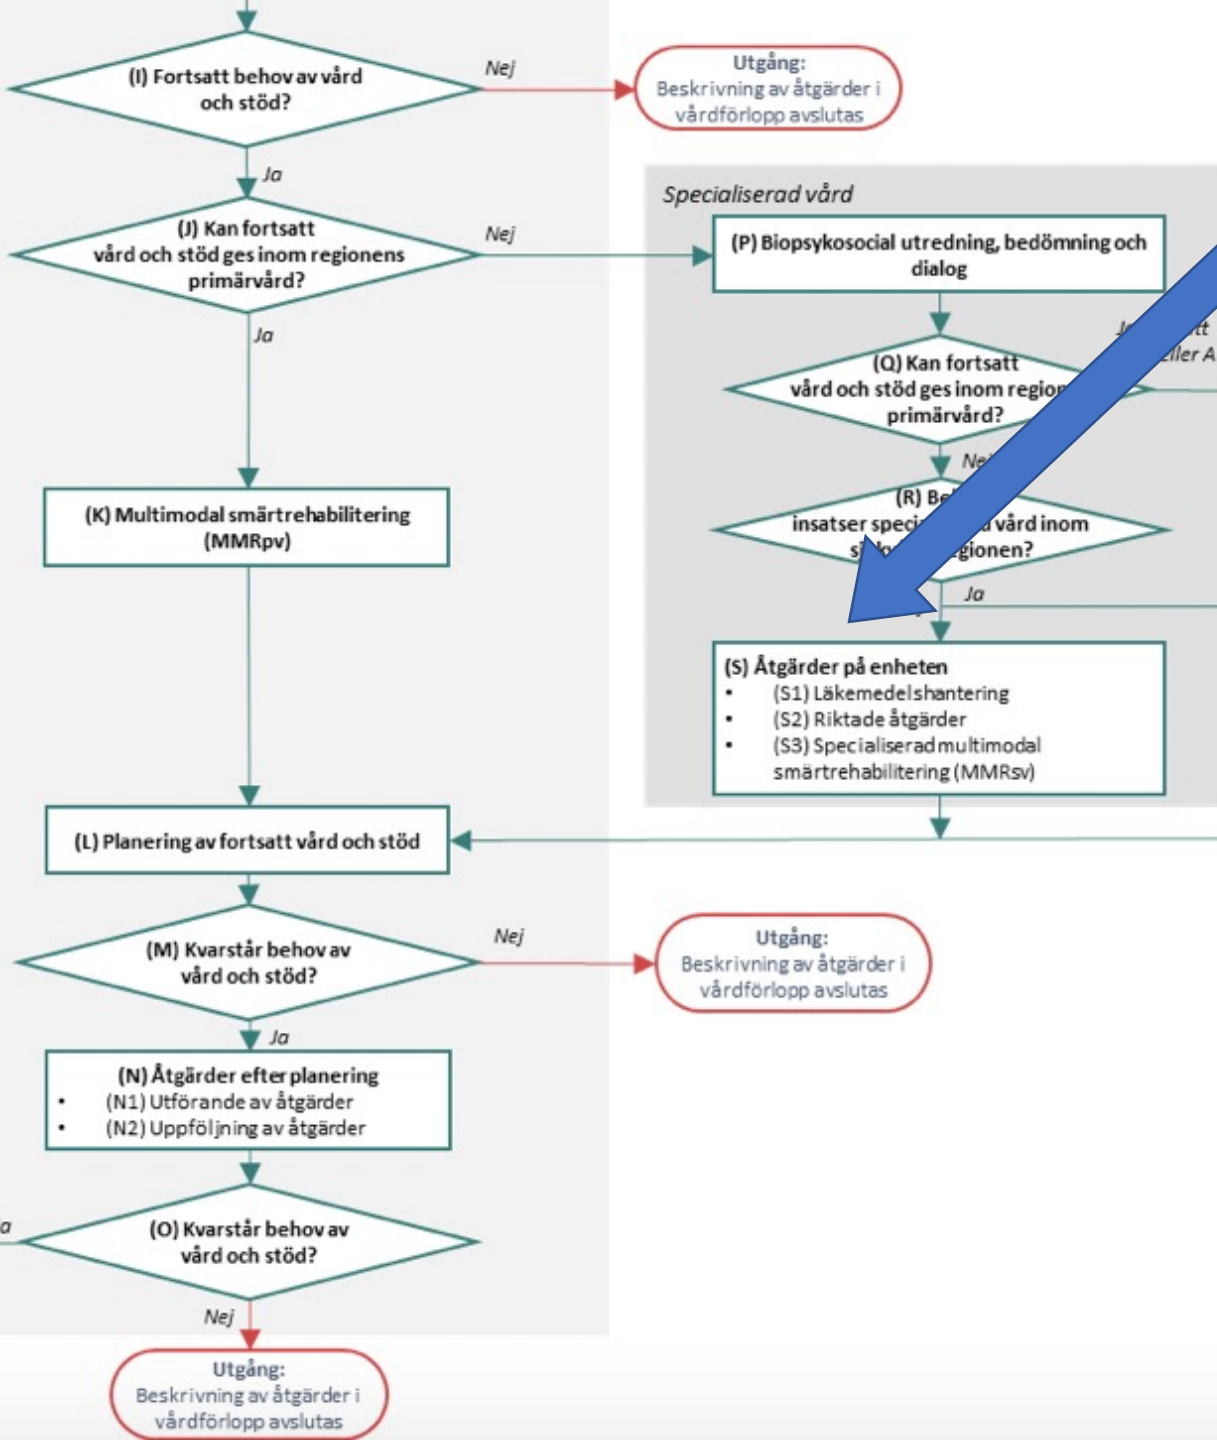 (I) Fortsatt behov av vård
och stöd?
Nej
Utgång:
Beskrivning av åtgärder i
vårdförlopp avslutas
Ja
(J) Kan fortsatt
vård och stöd ges inom regionens
primärvård?
Nej
Ja
Specialiserad vård
(P) Biopsykosocial utredning, bedömning och
dialog
(Q) Kan fortsatt
vård och stöd ges inom
primärvård?
eller A
(R)
insatser vård inom
(K) Multimodal smärtrehabilitering
(MMRpv)
Ja
(S) Åtgärder på enheten
• (S1) Läkemedelshantering
• (S2) Riktade åtgärder
• (S3) Specialiserad multimodal
smärtrehabilitering (MMRsv)
(L) Planering av fortsatt vård och stöd
(M) Kvarstår behov av
vård och stöd?
Nej
Utgång:
Beskrivning av åtgärder i
vårdförlopp avslutas
Ja
(N) Åtgärder efter planering
• (N1) Utförande av åtgärder
• (N2) Uppföljning av åtgärder
(O) Kvarstår behov av
vård och stöd?
Nej
Utgång:
Beskrivning av åtgärder i
vårdförlopp avslutas